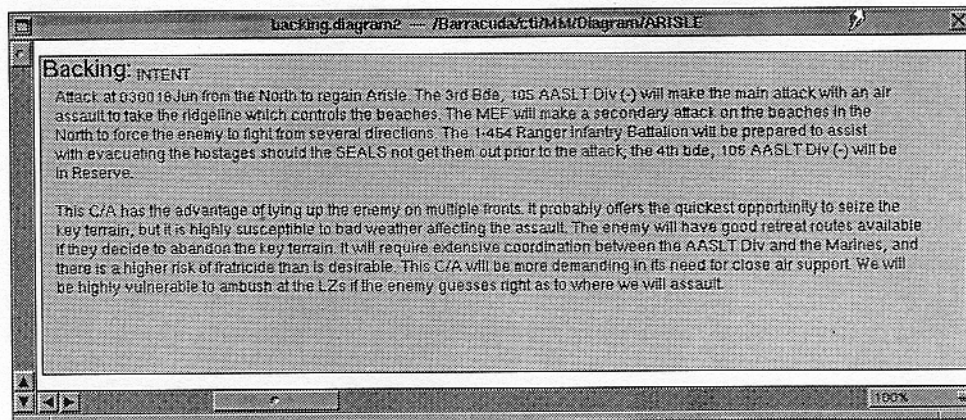 backing.diagram2 — /Barracuda/cti/MM/Diagram/ARISLE
Backing: INTENT
Attack at 030018Jun from the North to regain Arisle. The 3rd Bde, 105 AASLT Div (-) will make the main attack with an air
assault to take the ridgeline which controls the beaches. The MEF will make a secondary attack on the beaches in the
North to force the enemy to fight from several directions. The 1-454 Ranger Infantry Battalion will be prepared to assist
with evacuating the hostages should the SEALS not get them out prior to the attack; the 4th bde, 105 AASLT Div (-) will be
in Reserve.
This C/A has the advantage of tying up the enemy on multiple fronts. It probably offers the quickest opportunity to seize the
key terrain, but it is highly susceptible to bad weather affecting the assault. The enemy will have good retreat routes available
if they decide to abandon the key terrain. It will require extensive coordination between the AASLT Div and the Marines, and
there is a higher risk of fratricide than is desirable. This C/A will be more demanding in its need for close air support. We will
be highly vulnerable to ambush at the LZs if the enemy guesses right as to where we will assault.
100%